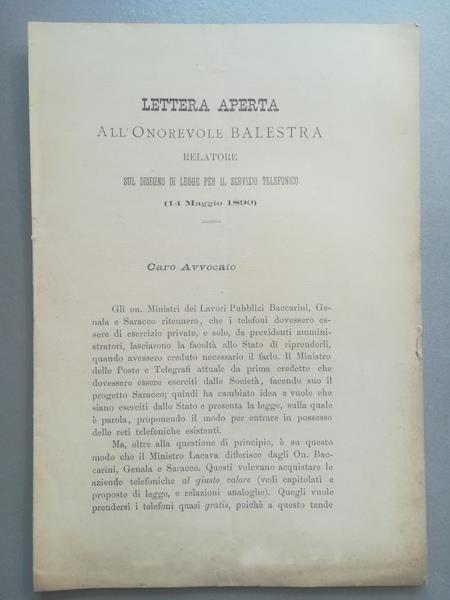 LETTERA APERTA
ALL'ONOREVOLE BALESTRA
RELATORE
SUL DISEGNO DI LEGGE PER IL SERVIZIO TELEFONICO
(14 Maggio 1890)
Caro Avvocato
Gli on. Ministri dei Lavori Pubblici Baccarini, Ge-
nala e Saracco ritennero, che i telefoni dovessero es-
sere di esercizio privato, e solo, da previdenti ammini-
stratori, lasciarono la facoltà allo Stato di riprenderli,
quando avessero creduto necessario il farlo. Il Ministro
delle Poste e Telegrafi attuale da prima credette che
dovessero essere eserciti dalle Società, facendo suo il
progetto Saracco; quindi ha cambiato idea e vuole che
siano eserciti dallo Stato e presenta la legge, sulla quale
è parola, proponendo il modo per entrare in possesso
delle reti telefoniche esistenti.
Ma, oltre alla questione di principio, è su questo
modo che il Ministro Lacava differisce dagli On. Bac-
carini, Genala e Saracco. Questi volevano acquistare le
aziende telefoniche al giusto valore (vedi capitolati e
proposte di legge, e relazioni analoghe). Quegli vuole
prendersi i telefoni quasi gratis, poichè a questo tende